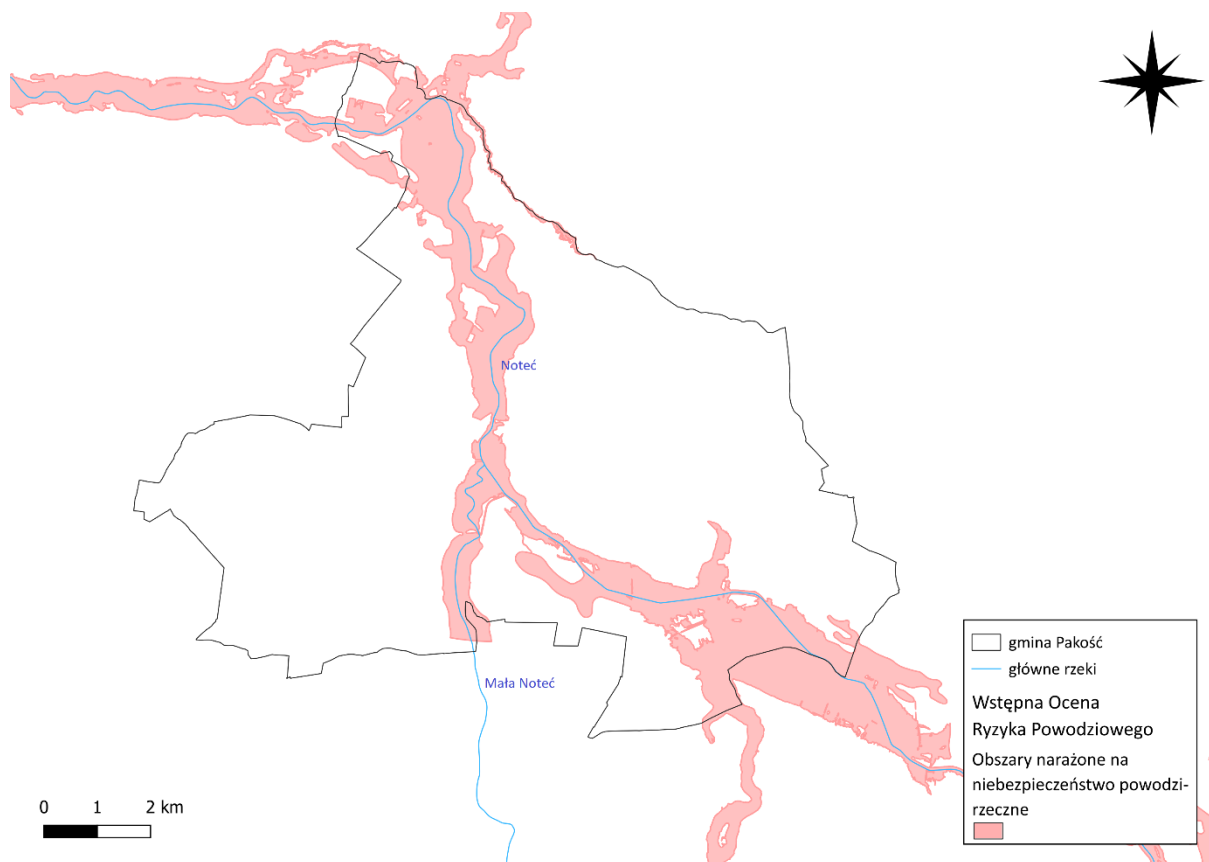 Noteć
Mała Noteć
0 1 2 km
gmina Pakość
główne rzeki
Wstępna Ocena
Ryzyka Powodziowego
Obszary narażone na
niebezpieczeństwo powodzi-
rzeczne